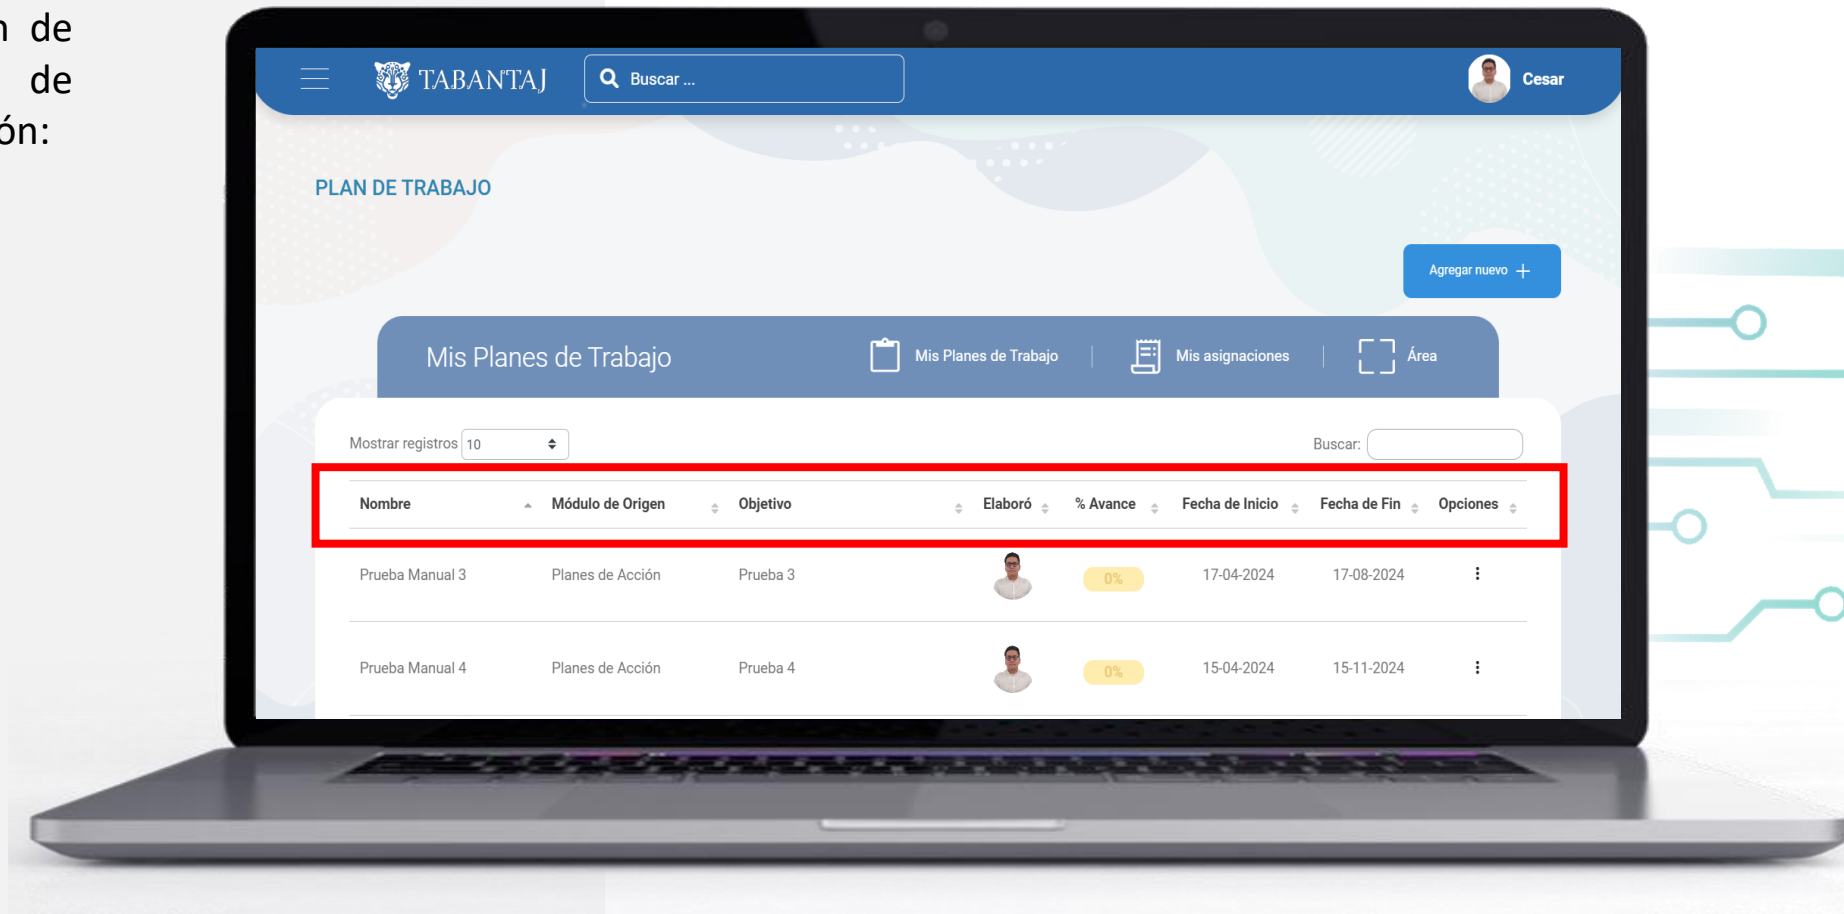 de
de
ón:
TABANTAJ
Buscar ...
Cesar
PLAN DE TRABAJO
Agregar nuevo +
Mis Planes de Trabajo
Mis Planes de Trabajo
Mis asignaciones
Área
Mostrar registros 10
Buscar:
Nombre Módulo de Origen Objetivo Elaboró % Avance Fecha de Inicio Fecha de Fin Opciones
Prueba Manual 3 Planes de Acción Prueba 3 0% 17-04-2024 17-08-2024
Prueba Manual 4 Planes de Acción Prueba 4 0% 15-04-2024 15-11-2024